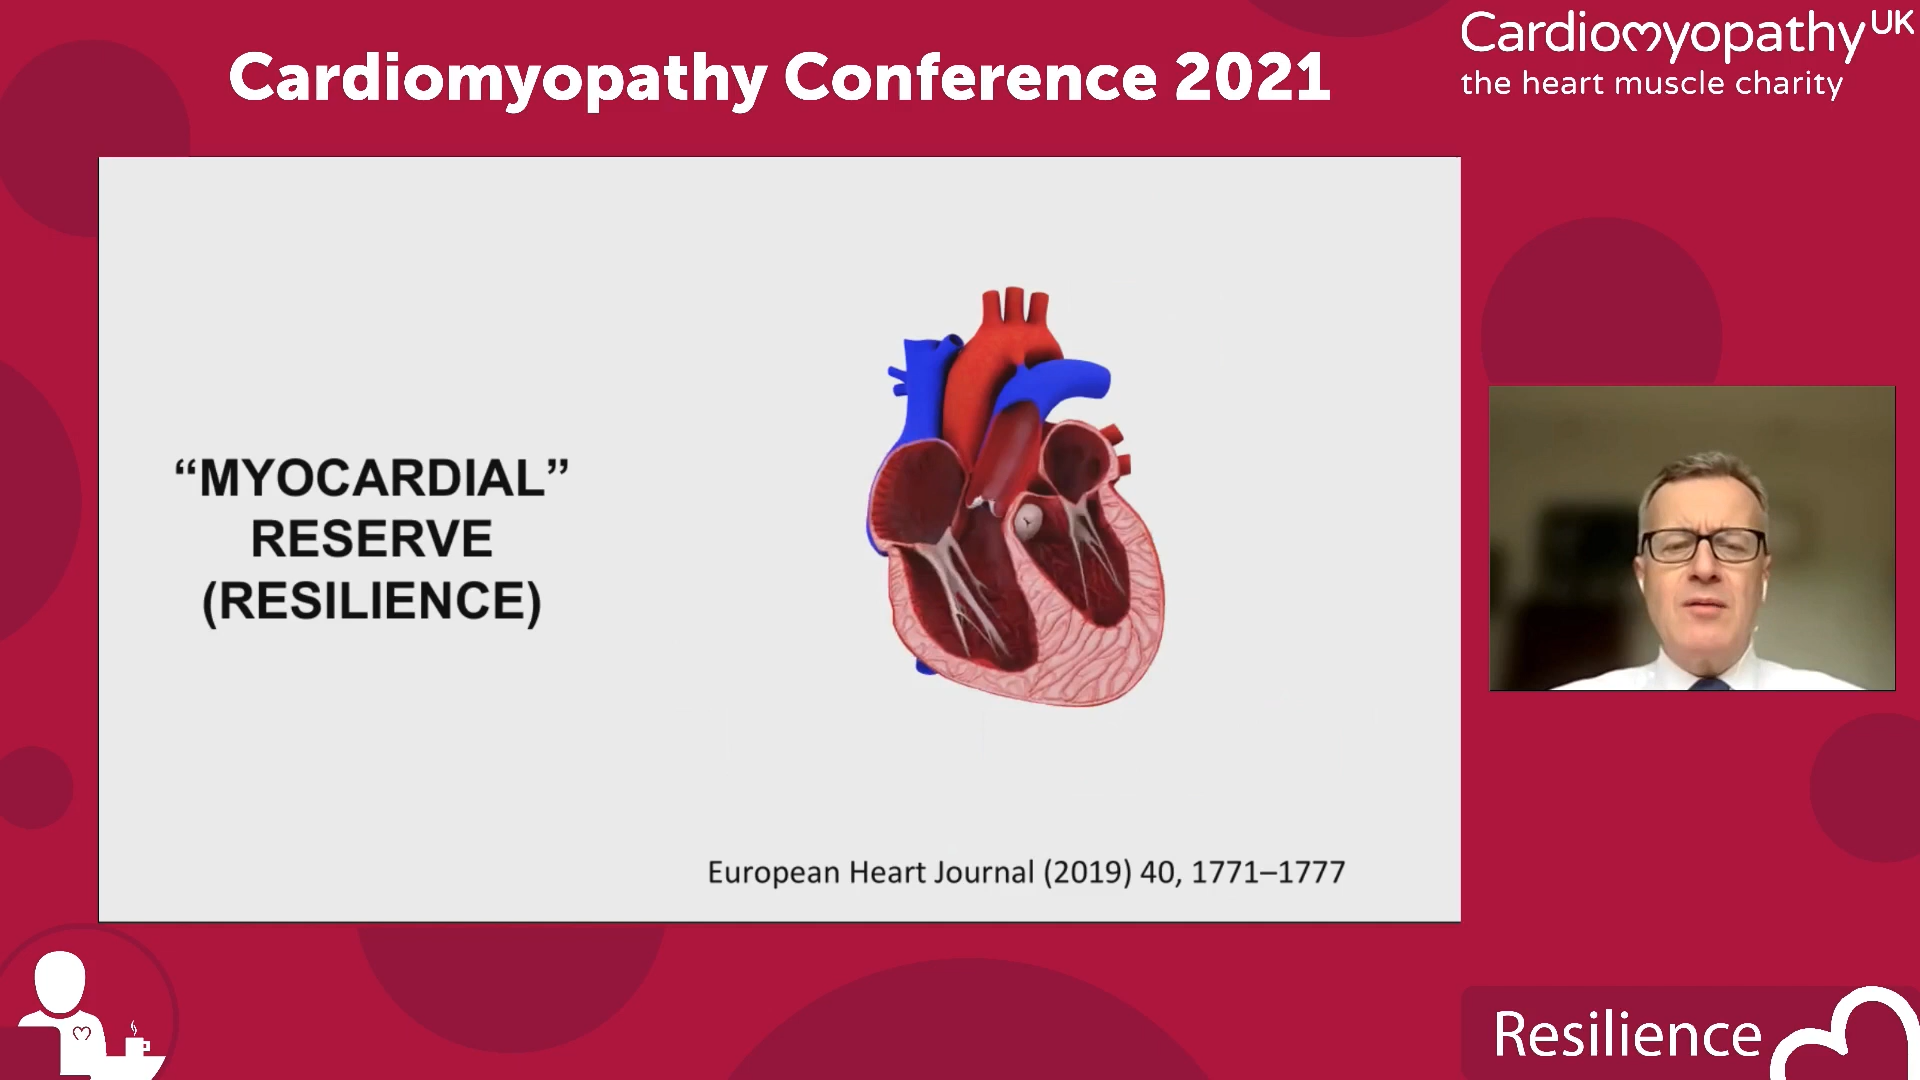 Cardiomyopathy Conference 2021
Cardiomyopathy UK
the heart muscle charity
“MYOCARDIAL”
RESERVE
(RESILIENCE)
European Heart Journal (2019) 40, 1771–1777
Resilience